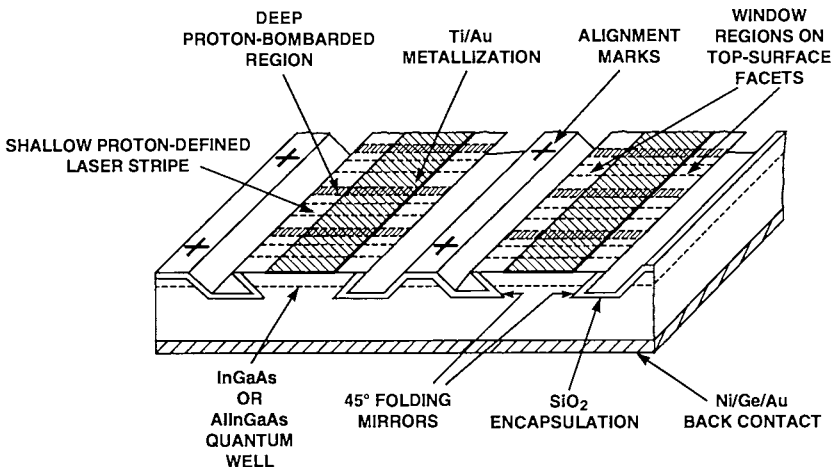 DEEP
PROTON-BOMBARDED
REGION
Ti/Au
METALLIZATION
ALIGNMENT
MARKS
WINDOW
REGIONS ON
TOP-SURFACE
FACETS
SHALLOW PROTON-DEFINED
LASER STRIPE
InGaAs
OR
AlInGaAs
QUANTUM
WELL
45° FOLDING
MIRRORS
SiO2
ENCAPSULATION
Ni/Ge/Au
BACK CONTACT